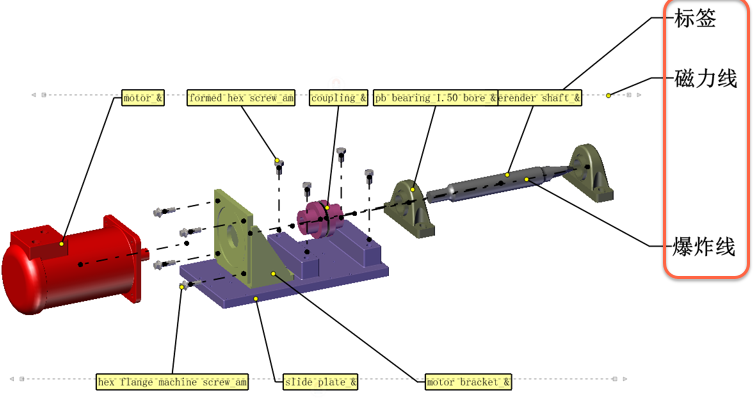 标签
磁力线
motor &
formed hex screw am
coupling &
pb bearing 1.50 bore &
erender shaft &
爆炸线
hex flange machine screw am
slide plate &
motor bracket &